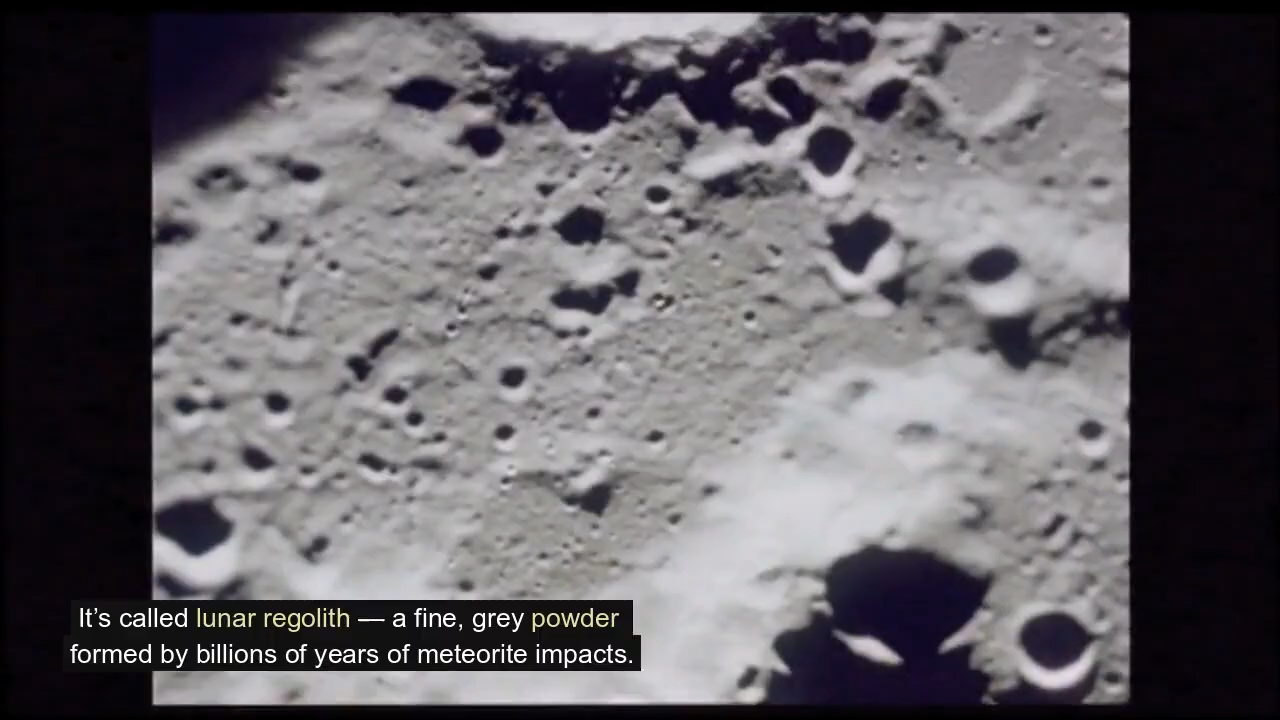 It’s called lunar regolith — a fine, grey powder
formed by billions of years of meteorite impacts.